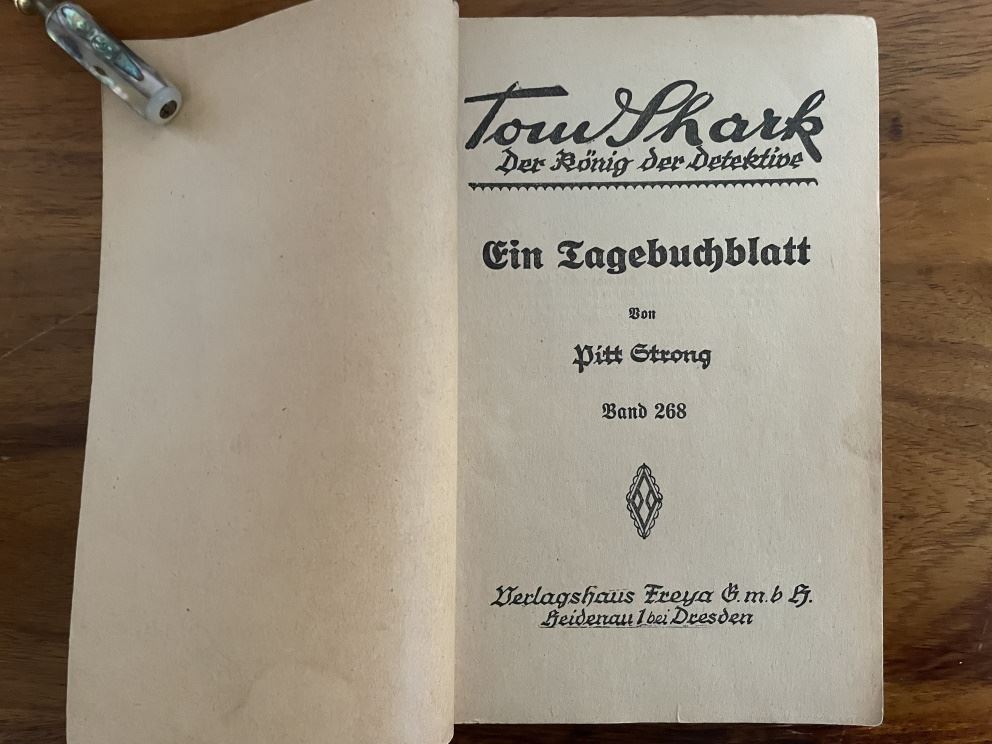 Tom Shark
Der König der Detektive
Ein Tagebuchblatt
Von
Pitt Strong
Band 268
Verlagshaus Freya G.m.b H.
Heidenau 1 bei Dresden